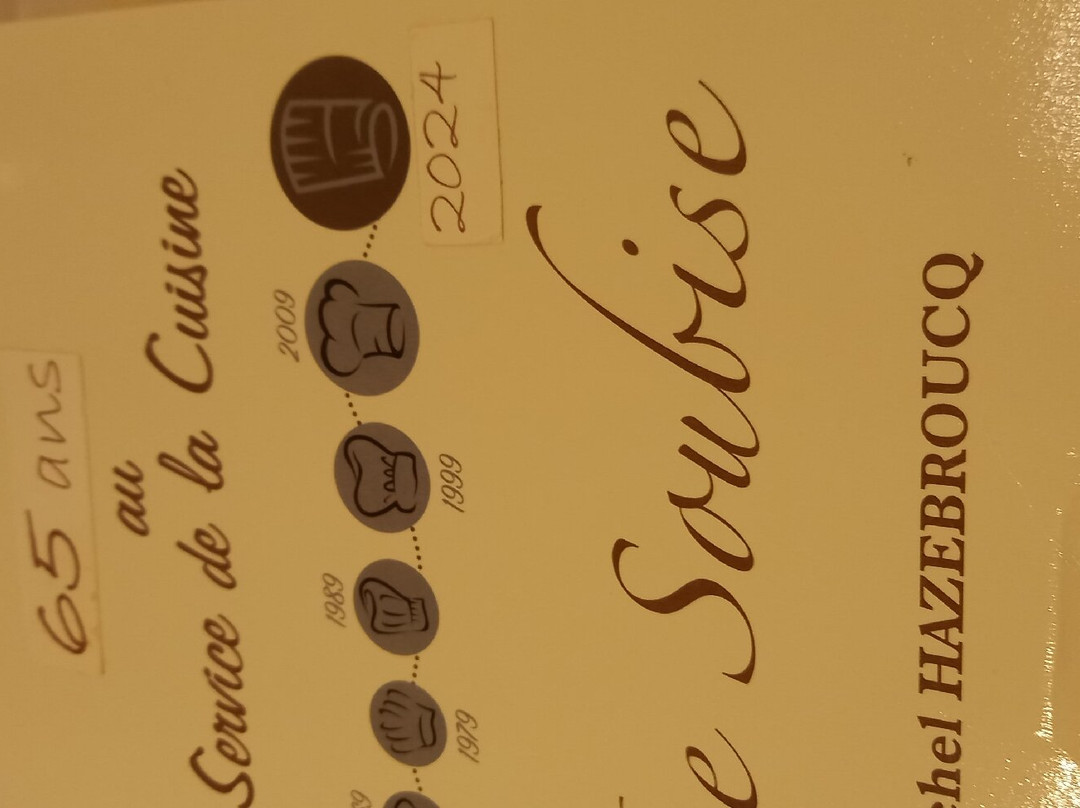 65 ans
au
Service de la Cuisine
1979
1989
1999
2009
2024
Soubise
HAZEBROUCQ